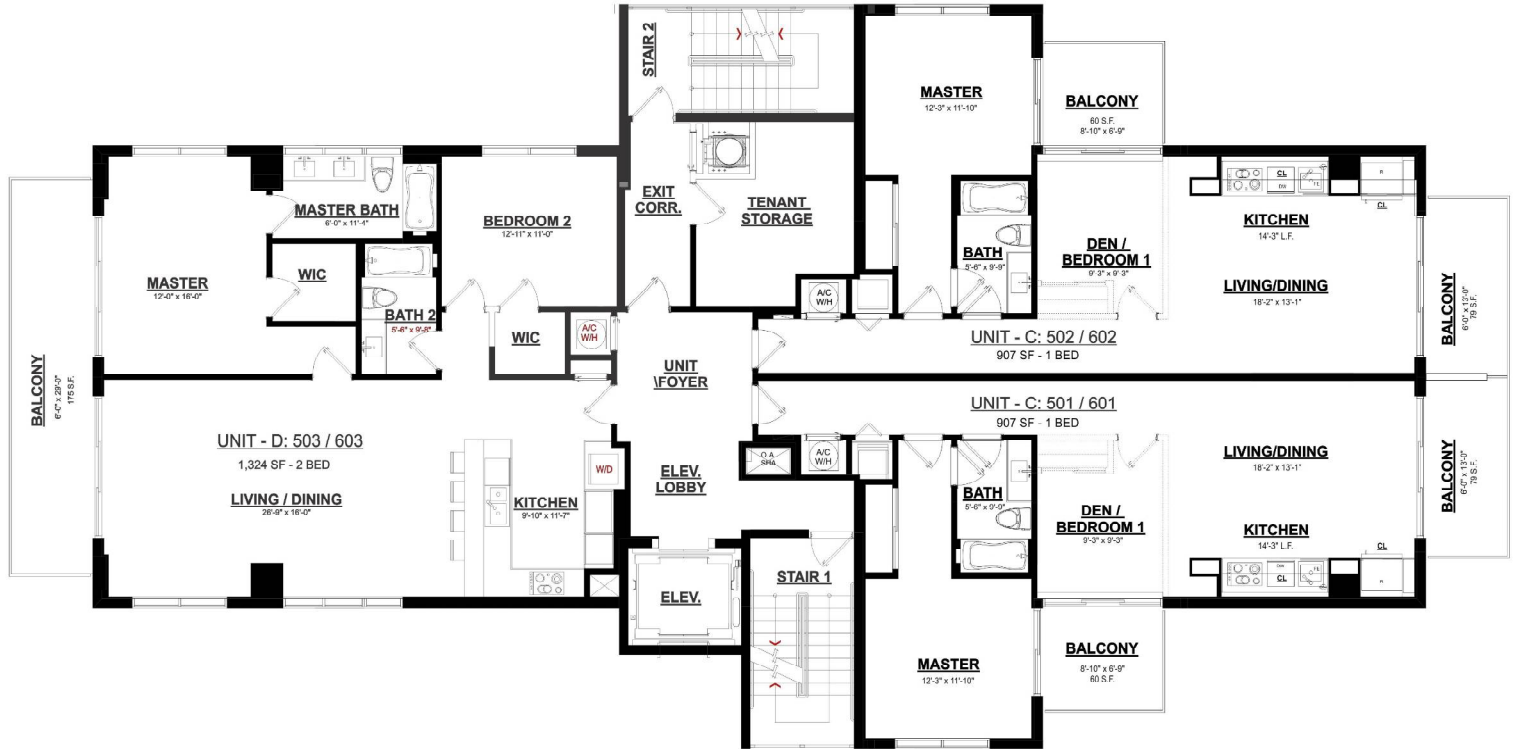 STAIR 2
MASTER
12'-3" x 11'-10"
BALCONY
60 S.F.
8'-10" x 6'-9"
MASTER BATH
6'-0" x 11'-4"
BEDROOM 2
12'-11" x 11'-0"
EXIT
CORR.
TENANT
STORAGE
CL
DW
R
CL
KITCHEN
14'-3" L.F.
DEN /
BEDROOM 1
9'-3" x 9'-3"
BATH
5'-6" x 9'-9"
MASTER
12'-0" x 16'-0"
WIC
BATH 2
5'-6" x 9'-8"
WIC
A/C
W/H
A/C
W/H
LIVING/DINING
18'-2" x 13'-1"
BALCONY
6'-0" x 13'-0"
79 S.F.
UNIT - C: 502 / 602
907 SF - 1 BED
UNIT
\FOYER
BALCONY
6'-0" x 29'-0"
175 S.F.
UNIT - C: 501 / 601
907 SF - 1 BED
UNIT - D: 503 / 603
1,324 SF - 2 BED
LIVING / DINING
26'-9" x 16'-0"
W/D
KITCHEN
9'-10" x 11'-7"
ELEV.
LOBBY
O.A
A/C
W/H
LIVING/DINING
18'-2" x 13'-1"
BALCONY
6'-0" x 13'-0"
79 S.F.
BATH
DEN /
BEDROOM 1
9'-3" x 9'-3"
KITCHEN
14'-3" L.F.
CL
CL
STAIR 1
ELEV.
MASTER
12'-3" x 11'-10"
BALCONY
8'-10" x 6'-9"
60 S.F.